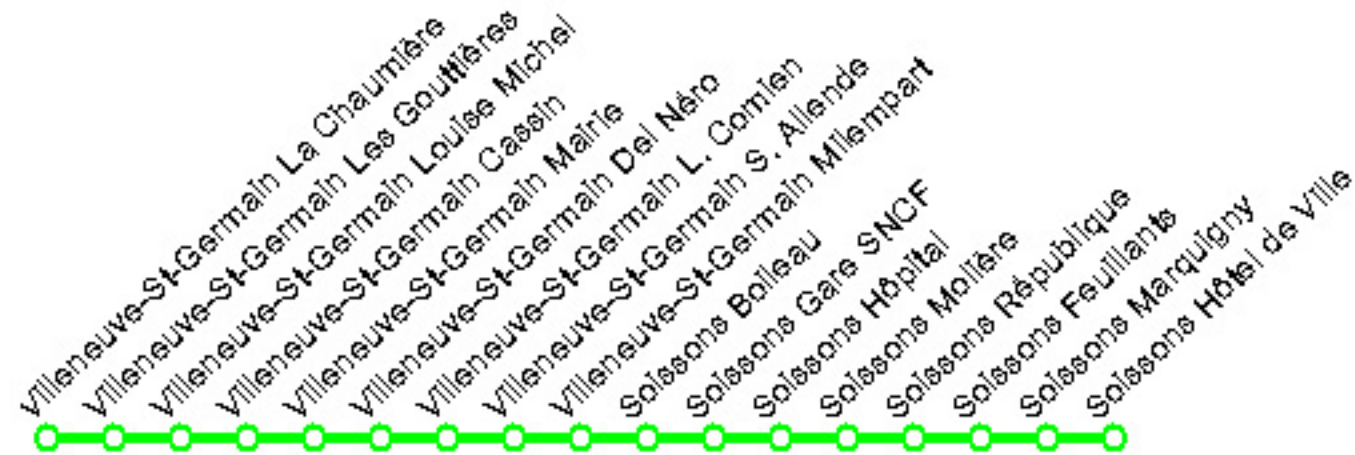 Villeneuve-St-Germain La Chaumière
Villeneuve-St-Germain Les Gouttières
Villeneuve-St-Germain Louise Michel
Villeneuve-St-Germain Cassin
Villeneuve-St-Germain Mairie
Villeneuve-St-Germain Del Néro
Villeneuve-St-Germain L. Comien
Villeneuve-St-Germain S. Allende
Villeneuve-St-Germain Milempart
Soissons Boileau
Soissons Gare SNCF
Soissons Hôpital
Soissons Molière
Soissons République
Soissons Feuillants
Soissons Marquigny
Soissons Hôtel de Ville